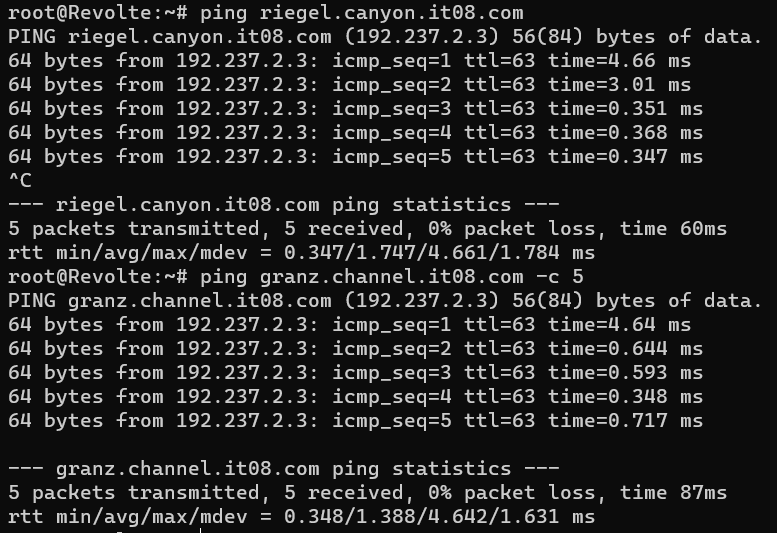 root@Revolte:~# ping riegel.canyon.it08.com
PING riegel.canyon.it08.com (192.237.2.3) 56(84) bytes of data.
64 bytes from 192.237.2.3: icmp_seq=1 ttl=63 time=4.66 ms
64 bytes from 192.237.2.3: icmp_seq=2 ttl=63 time=3.01 ms
64 bytes from 192.237.2.3: icmp_seq=3 ttl=63 time=0.351 ms
64 bytes from 192.237.2.3: icmp_seq=4 ttl=63 time=0.368 ms
64 bytes from 192.237.2.3: icmp_seq=5 ttl=63 time=0.347 ms
^C
--- riegel.canyon.it08.com ping statistics ---
5 packets transmitted, 5 received, 0% packet loss, time 60ms
rtt min/avg/max/mdev = 0.347/1.747/4.661/1.784 ms
root@Revolte:~# ping granz.channel.it08.com -c 5
PING granz.channel.it08.com (192.237.2.3) 56(84) bytes of data.
64 bytes from 192.237.2.3: icmp_seq=1 ttl=63 time=4.64 ms
64 bytes from 192.237.2.3: icmp_seq=2 ttl=63 time=0.644 ms
64 bytes from 192.237.2.3: icmp_seq=3 ttl=63 time=0.593 ms
64 bytes from 192.237.2.3: icmp_seq=4 ttl=63 time=0.348 ms
64 bytes from 192.237.2.3: icmp_seq=5 ttl=63 time=0.717 ms
--- granz.channel.it08.com ping statistics ---
5 packets transmitted, 5 received, 0% packet loss, time 87ms
rtt min/avg/max/mdev = 0.348/1.388/4.642/1.631 ms